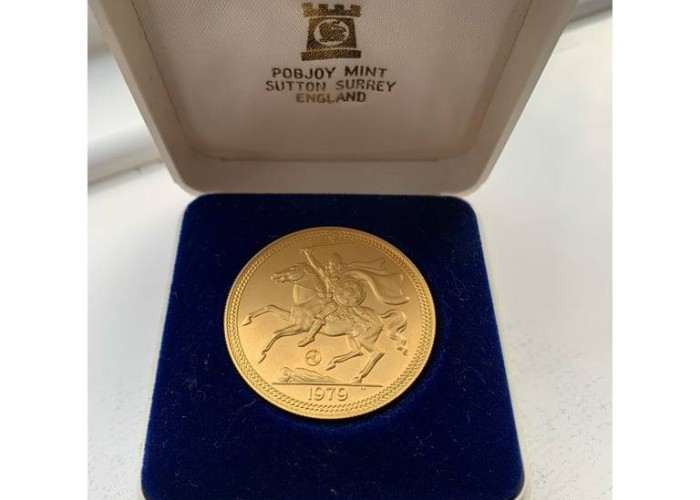 POBJOY MINT
SUTTON SURREY
ENGLAND
1979